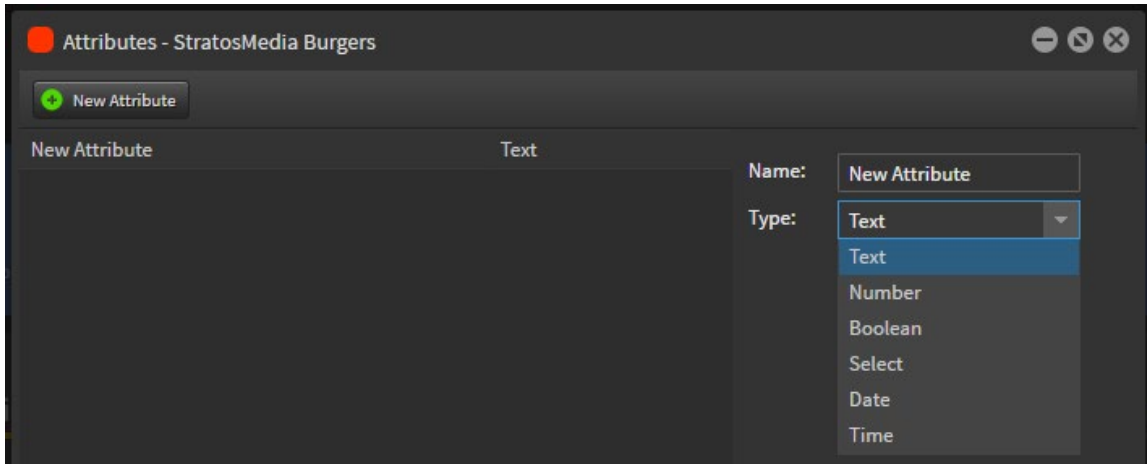 Attributes - StratosMedia Burgers
New Attribute
New Attribute Text
Name: New Attribute
Type: Text
Text
Number
Boolean
Select
Date
Time